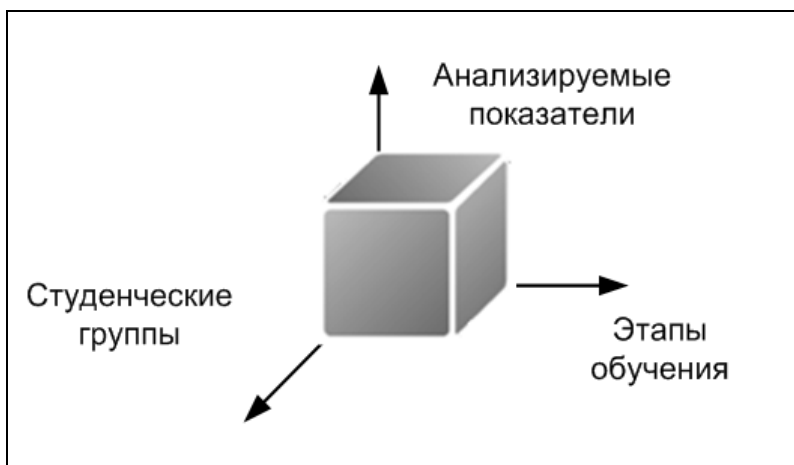 Анализируемые
показатели
Студенческие
группы
Этапы
обучения